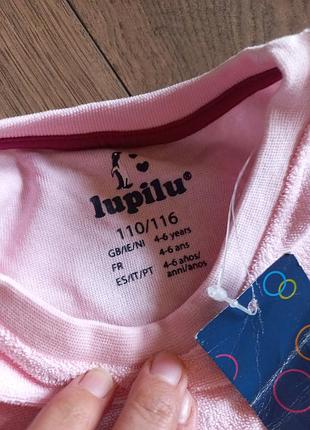 lupilu®
110/116
GB/IE/NI 4-6 years
FR 4-6 ans
ES/IT/PT 4-6 años/
anni/anos